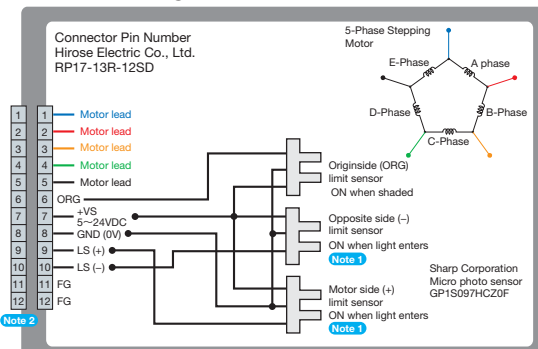 Connector Pin Number
Hirose Electric Co., Ltd.
RP17-13R-12SD
5-Phase Stepping
Motor
E-Phase
A phase
D-Phase
B-Phase
C-Phase
1 1 Motor lead
2 2 Motor lead
3 3 Motor lead
4 4 Motor lead
5 5 Motor lead
6 6 ORG
7 7 +VS
5～24VDC
8 8 GND (0V)
9 9 LS (+)
10 10 LS (−)
11 11 FG
12 12 FG
Note 2
Originside (ORG)
limit sensor
ON when shaded
Opposite side (−)
limit sensor
ON when light enters
Note 1
Motor side (+)
limit sensor
ON when light enters
Note 1
Sharp Corporation
Micro photo sensor
GP1S097HCZ0F